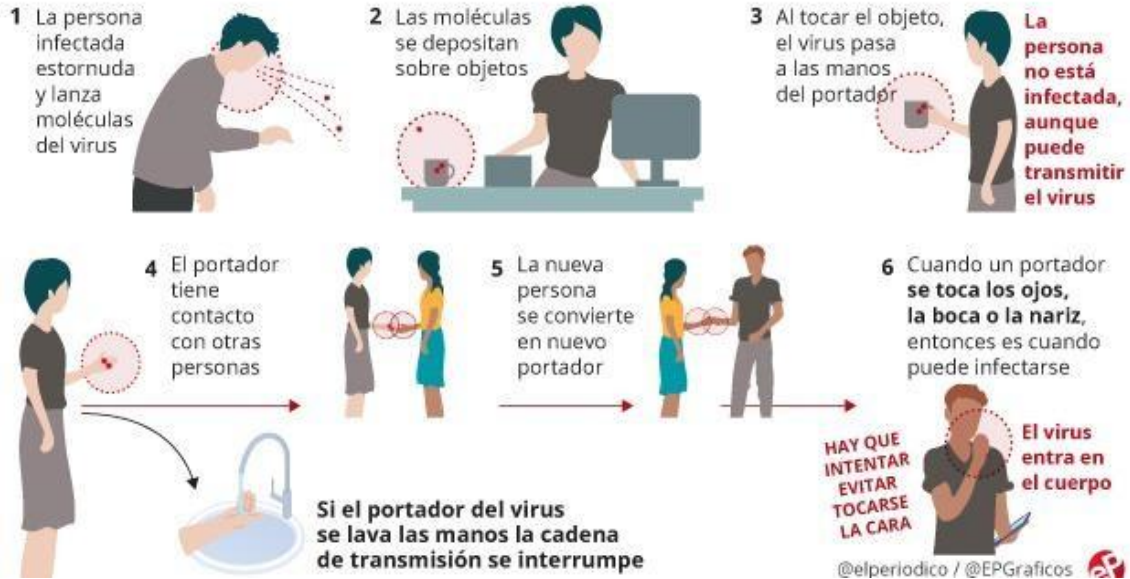 1 La persona
infectada
estornuda
y lanza
moléculas
del virus
2 Las moléculas
se depositan
sobre objetos
3 Al tocar el objeto,
el virus pasa
a las manos
del portador
La
persona
no está
infectada,
aunque
puede
transmitir
el virus
4 El portador
tiene
contacto
con otras
personas
5 La nueva
persona
se convierte
en nuevo
portador
6 Cuando un portador
se toca los ojos,
la boca o la nariz,
entonces es cuando
puede infectarse
HAY QUE
INTENTAR
EVITAR
TOCARSE
LA CARA
El virus
entra en
el cuerpo
Si el portador del virus
se lava las manos la cadena
de transmisión se interrumpe
@elperiodico / @EPGraficos
eP